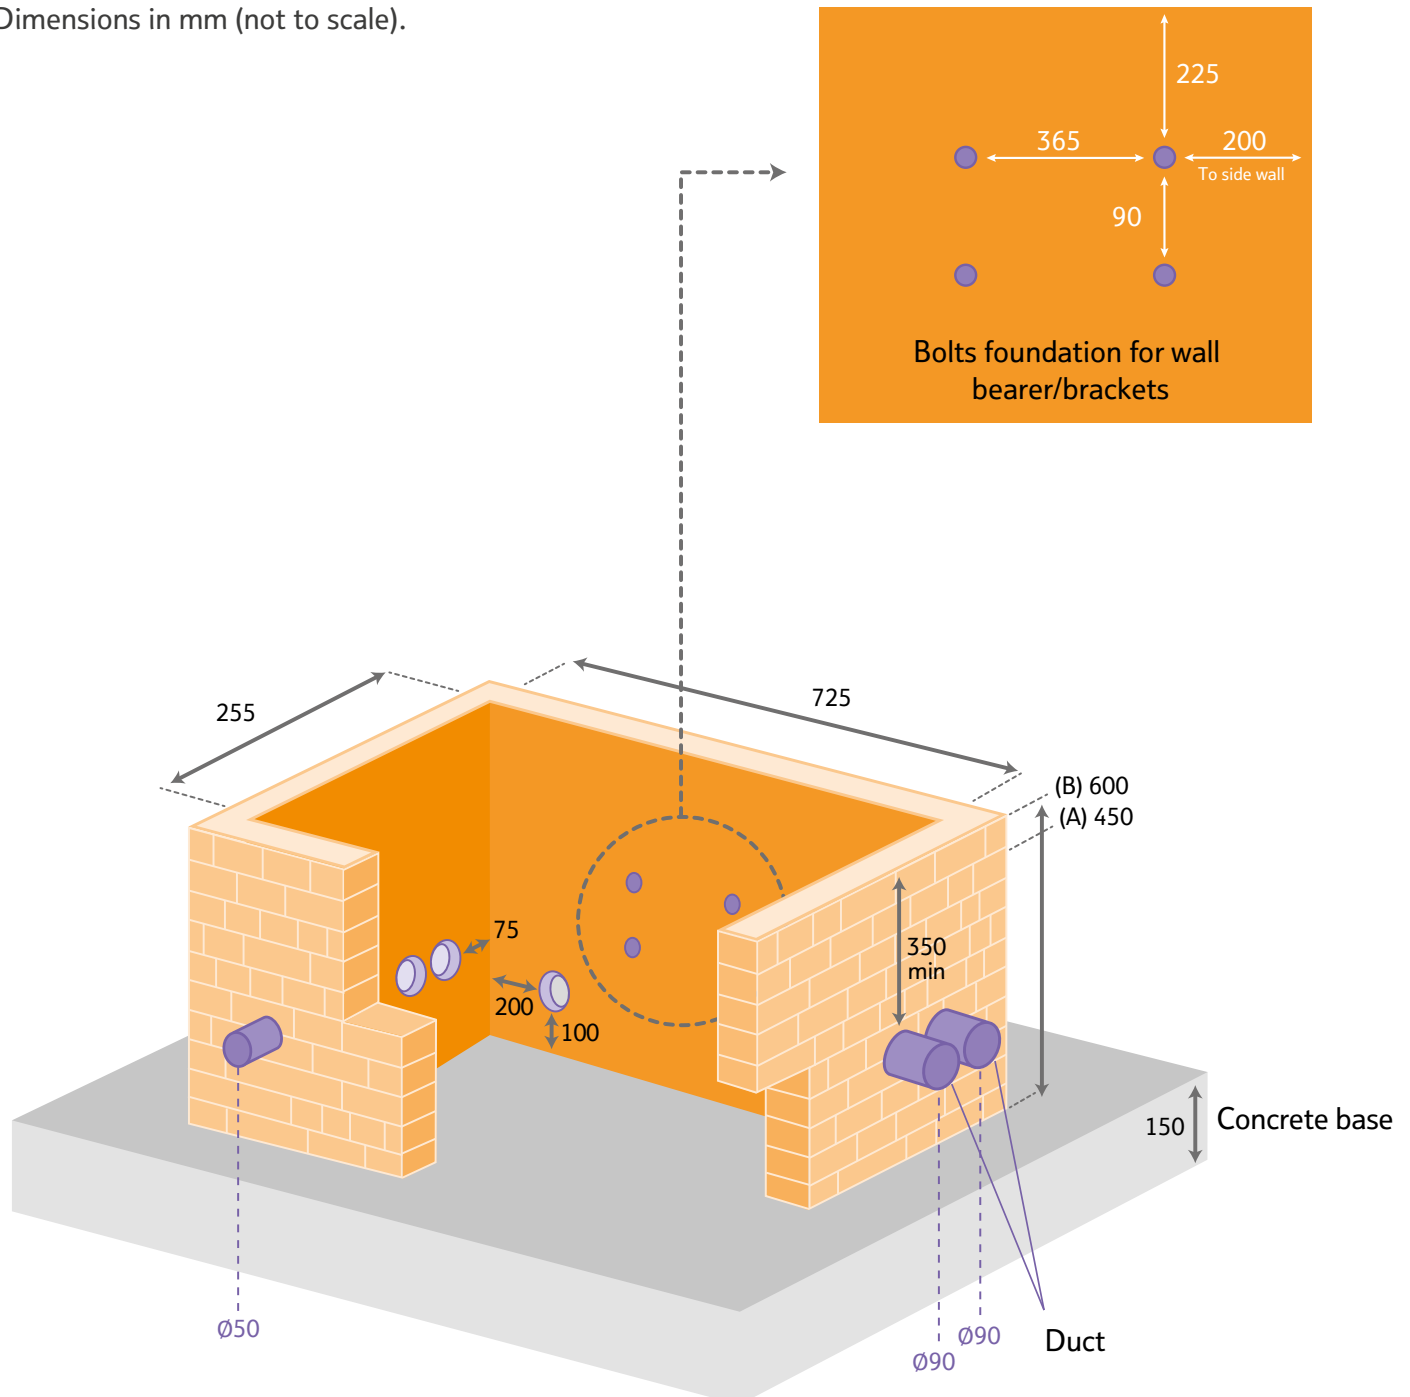 Dimensions in mm (not to scale).
225
365
200
To side wall
90
Bolts foundation for wall
bearer/brackets
725
255
(B) 600
(A) 450
75
350
min
200
100
150
Concrete base
Ø50
Ø90
Duct
Ø90